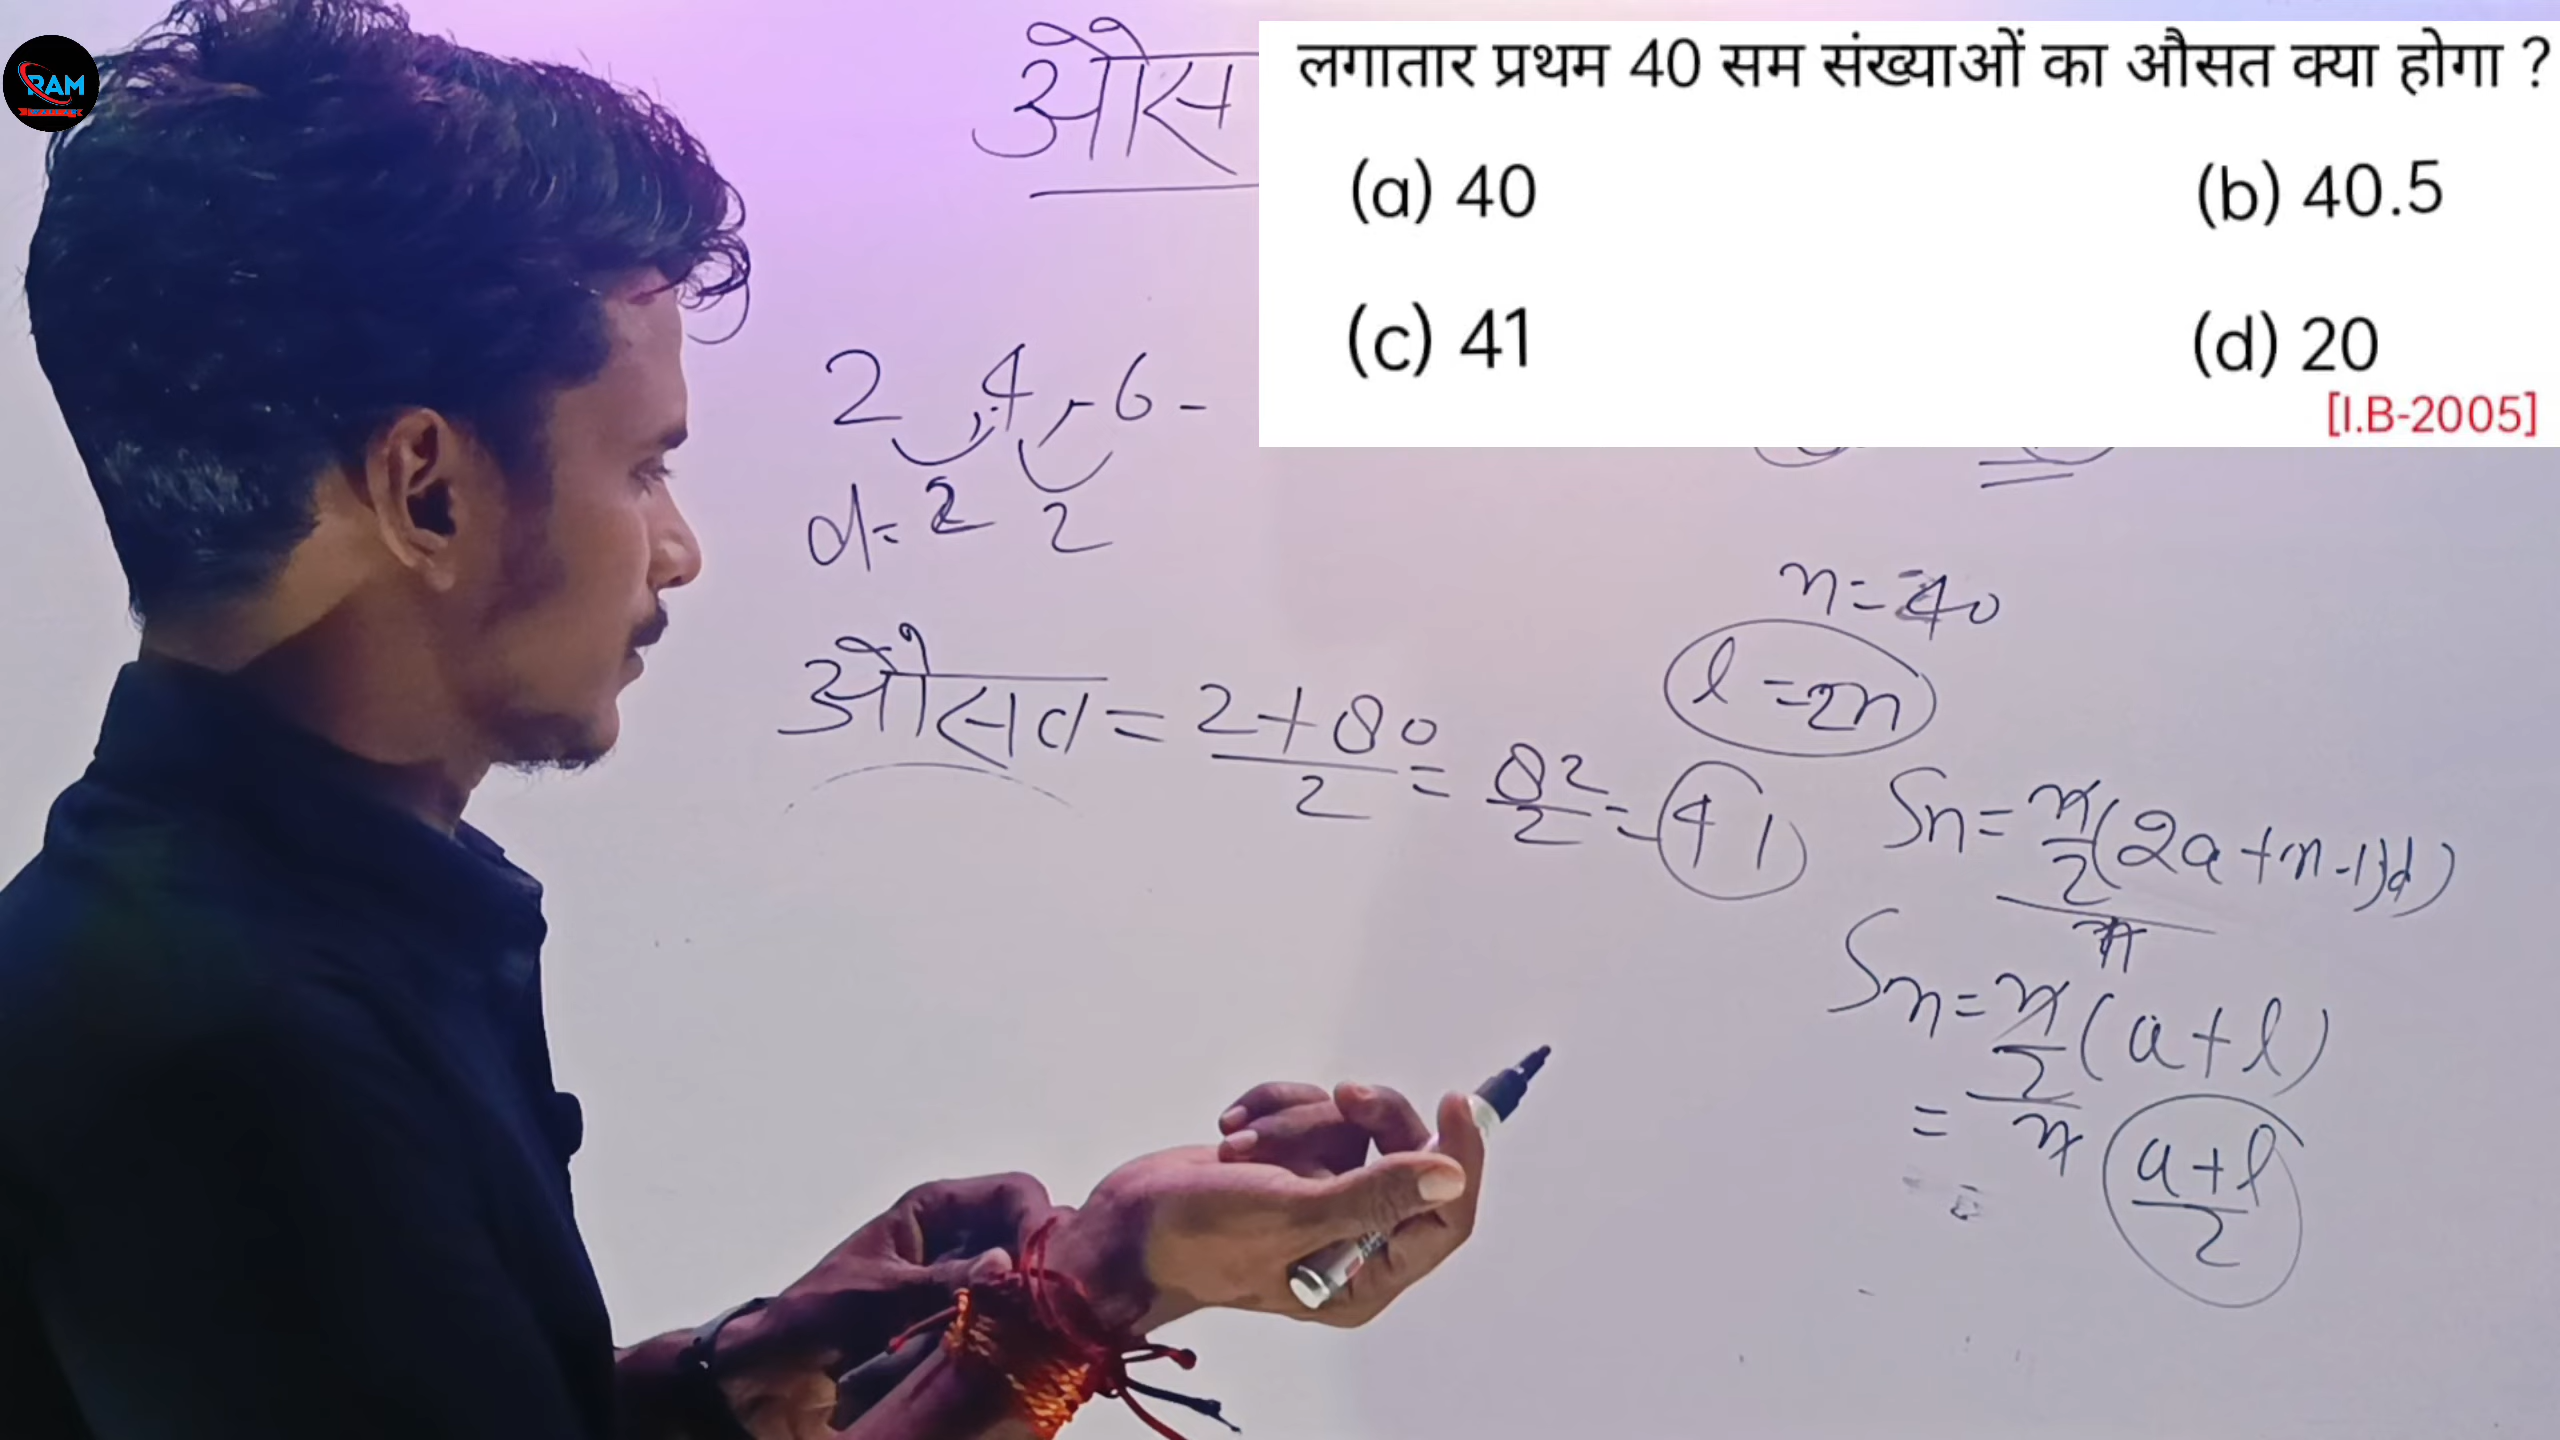 RAM
औस
लगातार प्रथम 40 सम संख्याओं का औसत क्या होगा ?
(a) 40
(b) 40.5
(c) 41
(d) 20
[I.B-2005]
2 , 4 , - 6 -
d = 2 2
n = 40
l = 2n
औसत = 2+80/2 = 82/2 = 41
Sn = n/2(2a+(n-1)d)
n
Sn = n/2(a+l)
= n a+l/2
=